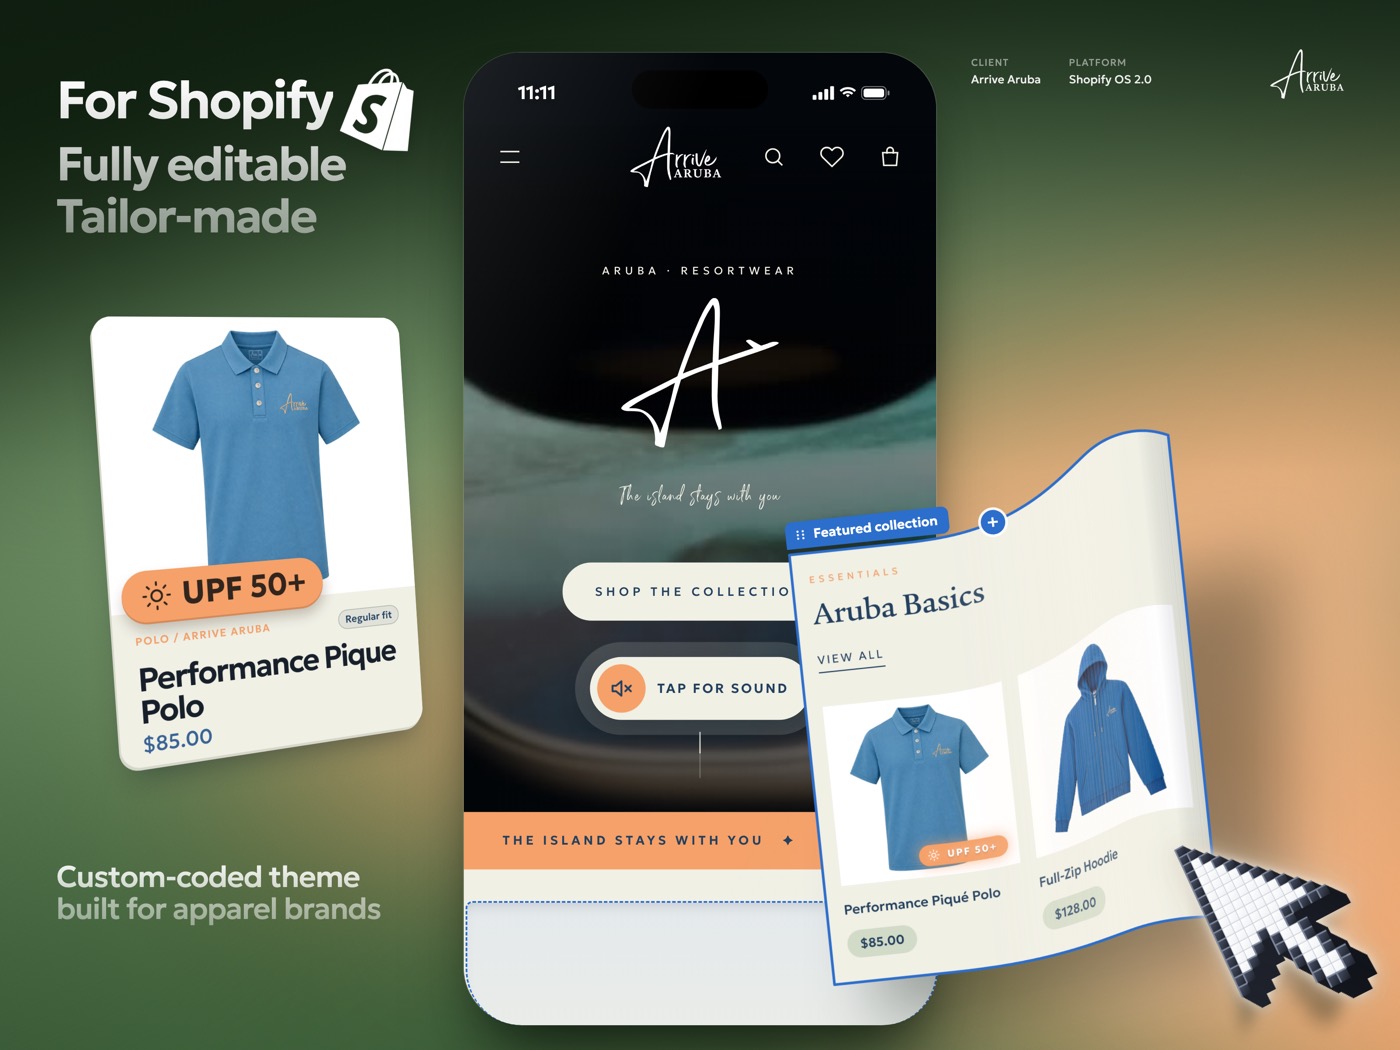 For Shopify
Fully editable
Tailor-made
CLIENT
Arrive Aruba
PLATFORM
Shopify OS 2.0
Arrive
ARUBA
11:11
Arrive
ARUBA
ARUBA · RESORTWEAR
A
The island stays with you
SHOP THE COLLECTIO
TAP FOR SOUND
THE ISLAND STAYS WITH YOU ✦
UPF 50+
Regular fit
POLO / ARRIVE ARUBA
Performance Pique
Polo
$85.00
Featured collection
ESSENTIALS
Aruba Basics
VIEW ALL
UPF 50+
Performance Piqué Polo
$85.00
Full-Zip Hoodie
$128.00
Custom-coded theme
built for apparel brands